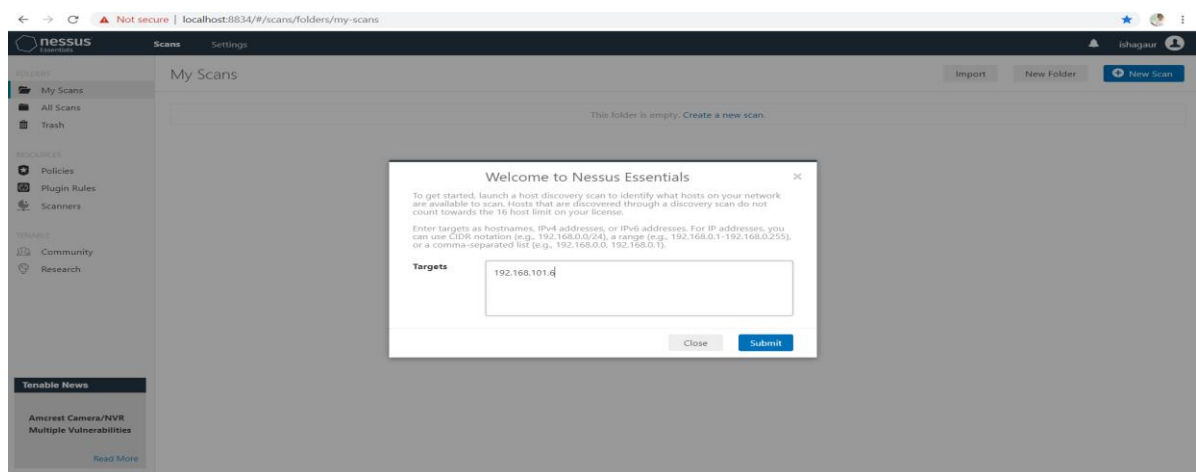 Not secure | localhost:8834/#/scans/folders/my-scans
nessus
Essentials
Scans
Settings
ishagaur
FOLDERS
My Scans
All Scans
Trash
RESOURCES
Policies
Plugin Rules
Scanners
TENABLE
Community
Research
My Scans
Import
New Folder
New Scan
This folder is empty. Create a new scan.
Welcome to Nessus Essentials
To get started, launch a host discovery scan to identify what hosts on your network
are available to scan. Hosts that are discovered through a discovery scan do not
count towards the 16 host limit on your license.
Enter targets as hostnames, IPv4 addresses, or IPv6 addresses. For IP addresses, you
can use CIDR notation (e.g., 192.168.0.0/24), a range (e.g., 192.168.0.1-192.168.0.255),
or a comma-separated list (e.g., 192.168.0.0, 192.168.0.1).
Targets
192.168.101.6
Close
Submit
Tenable News
Amcrest Camera/NVR
Multiple Vulnerabilities
Read More